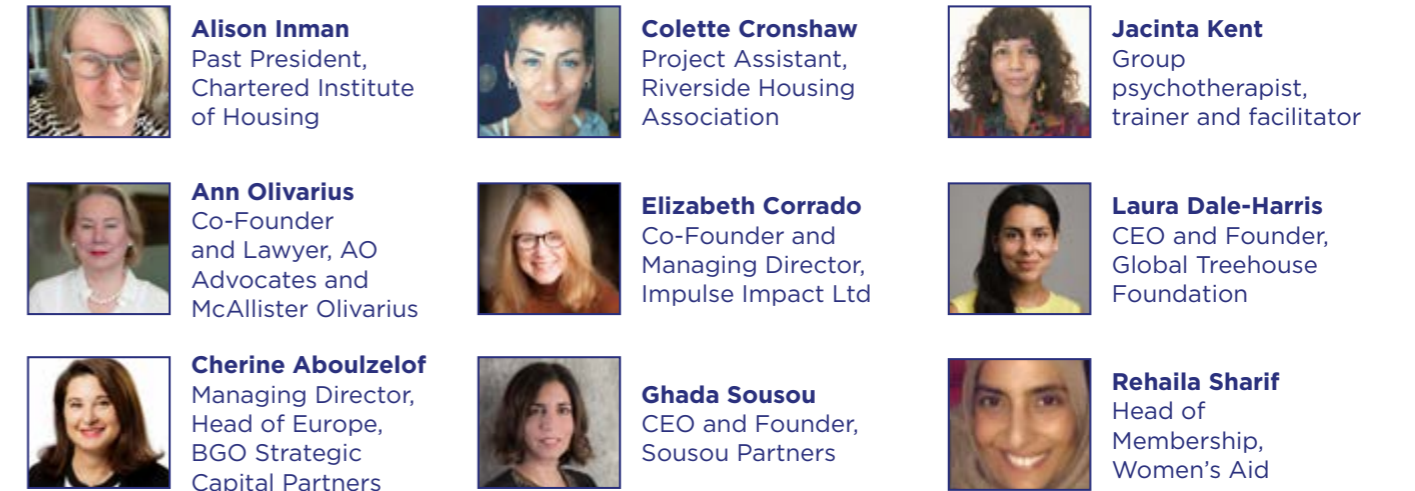 Alison Inman
Past President,
Chartered Institute
of Housing
Colette Cronshaw
Project Assistant,
Riverside Housing
Association
Jacinta Kent
Group
psychotherapist,
trainer and facilitator
Ann Olivarius
Co-Founder
and Lawyer, AO
Advocates and
McAllister Olivarius
Elizabeth Corrado
Co-Founder and
Managing Director,
Impulse Impact Ltd
Laura Dale-Harris
CEO and Founder,
Global Treehouse
Foundation
Cherine Aboulzelof
Managing Director,
Head of Europe,
BGO Strategic
Capital Partners
Ghada Sousou
CEO and Founder,
Sousou Partners
Rehaila Sharif
Head of
Membership,
Women’s Aid